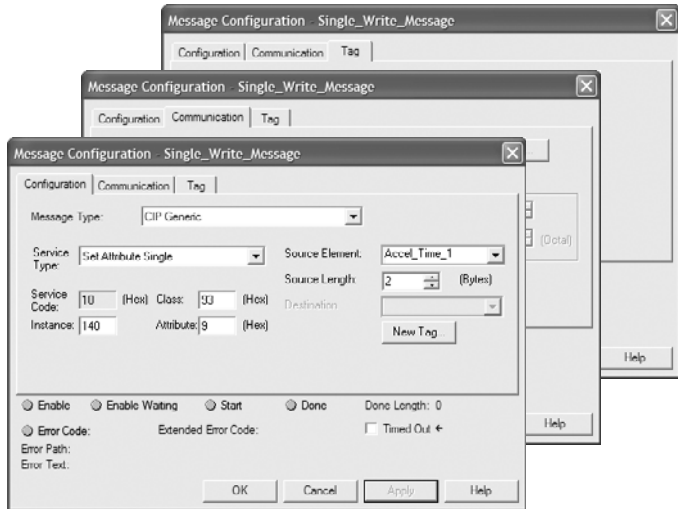 Message Configuration - Single_Write_Message
Configuration Communication Tag
Message Configuration - Single_Write_Message
Configuration Communication Tag
(Octal)
Message Configuration - Single_Write_Message
Configuration Communication Tag
Message Type: CIP Generic
Service Type: Set Attribute Single Source Element: Accel_Time_1
Source Length: 2 (Bytes)
Service Code: 10 (Hex) Class: 93 (Hex) Destination
Instance: 140 Attribute: 9 (Hex) New Tag...
Help
Enable Enable Waiting Start Done Done Length: 0
Error Code: Extended Error Code: Timed Out ←
Help
Error Path:
Error Text:
OK Cancel Apply Help